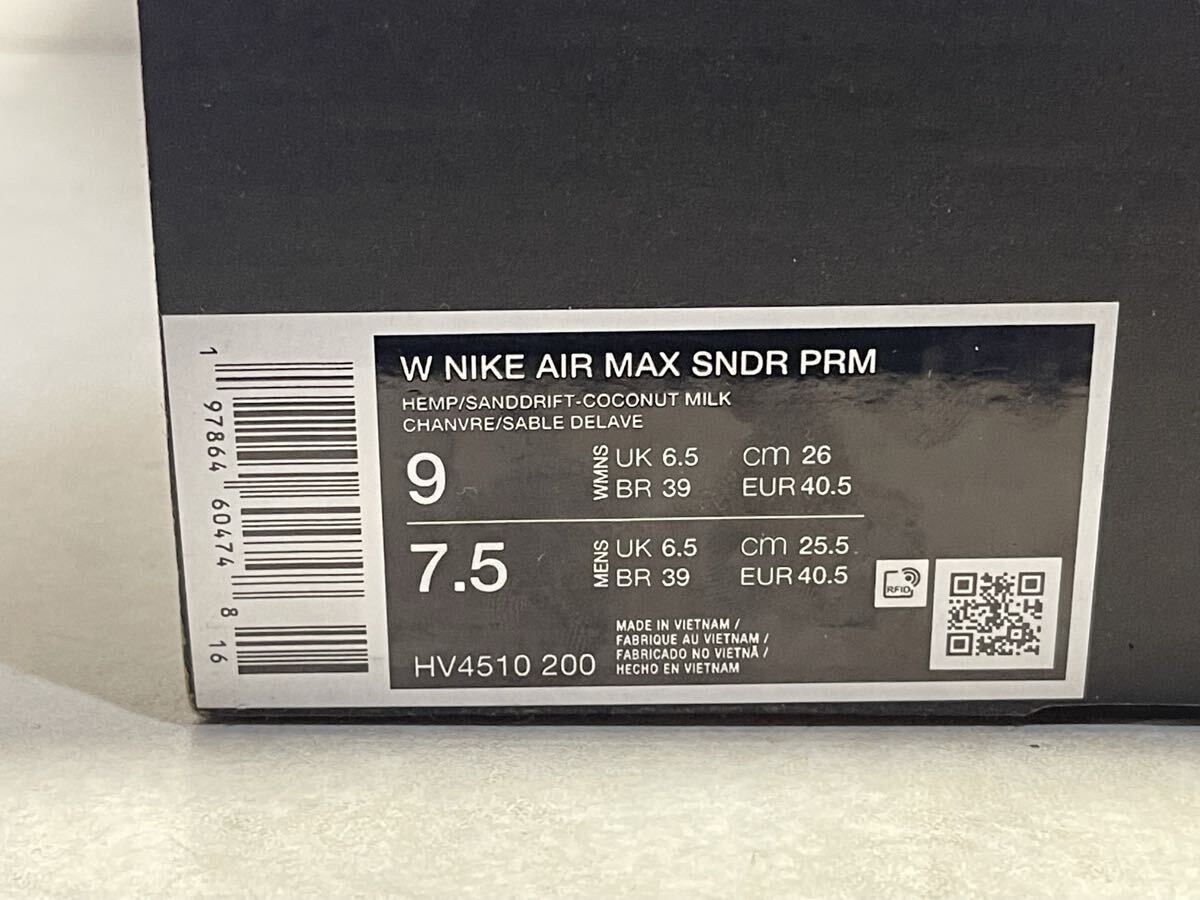 W NIKE AIR MAX SNDR PRM
HEMP/SANDDRIFT-COCONUT MILK
CHANVRE/SABLE DELAVE
9 WMNS UK 6.5 cm 26
BR 39 EUR 40.5
7.5 MENS UK 6.5 cm 25.5
BR 39 EUR 40.5
MADE IN VIETNAM /
FABRIQUE AU VIETNAM /
FABRICADO NO VIETNÃ /
HECHO EN VIETNAM
HV4510 200
RFID
1 97864 60474 8 16